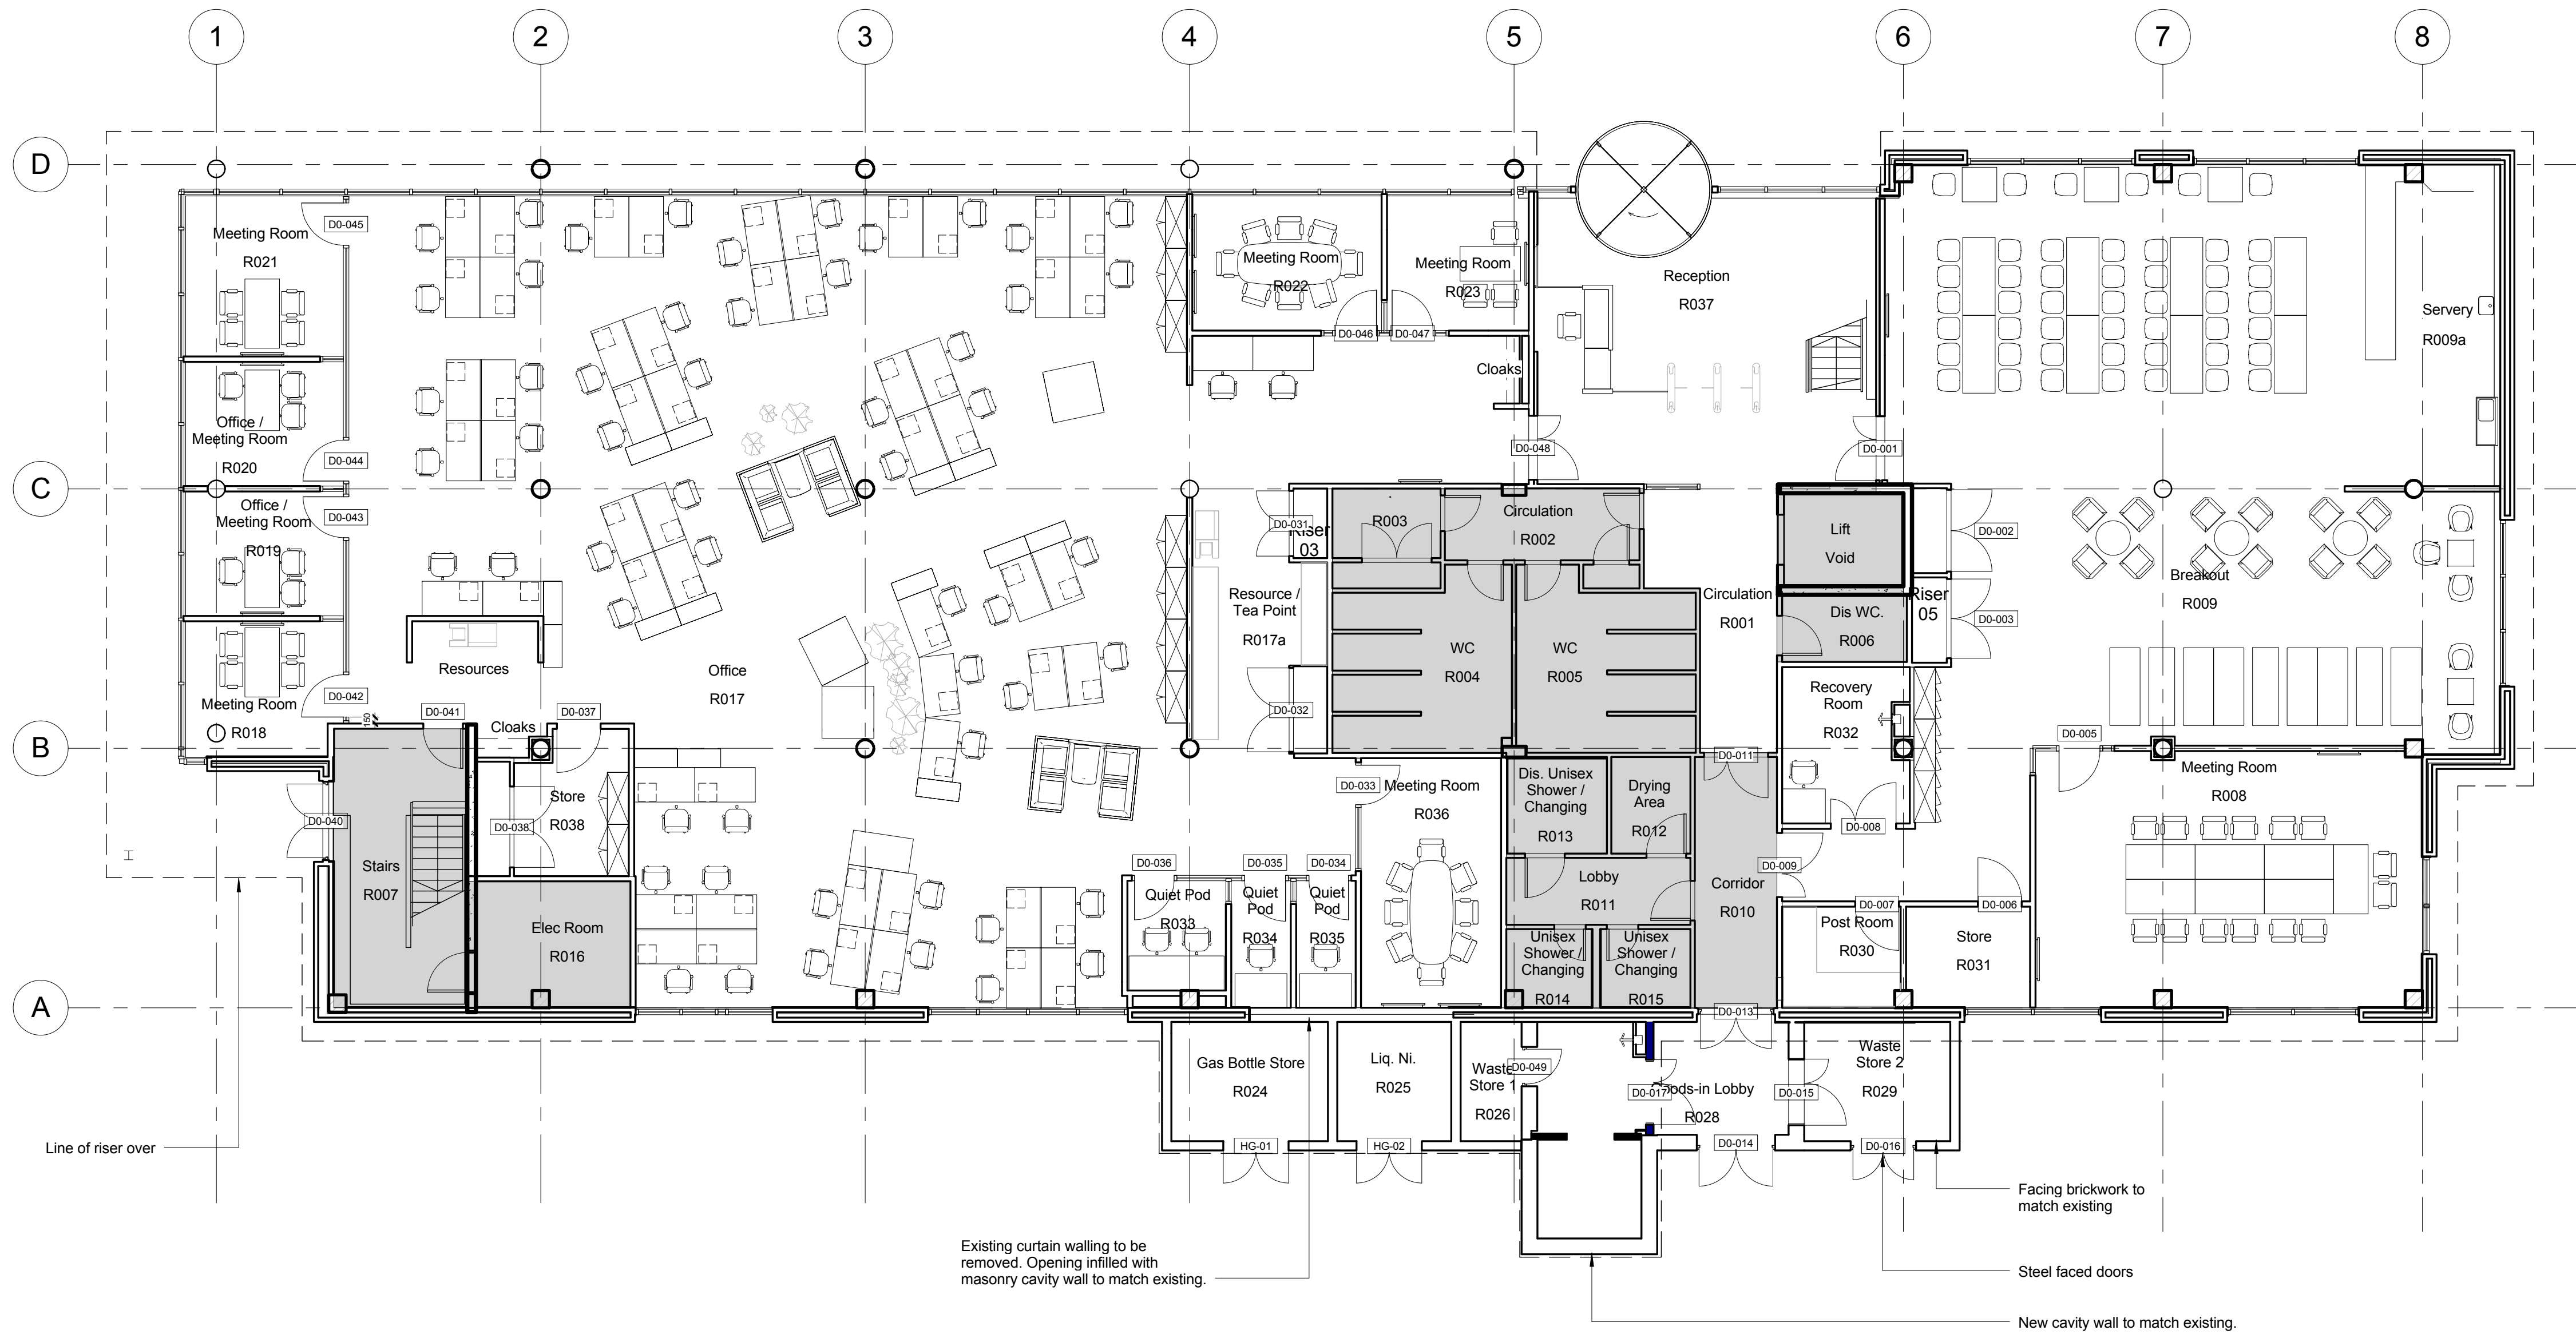 1
2
3
4
5
6
7
8
D
C
B
A
D0-045
Meeting Room
R021
Office /
Meeting Room
R020
D0-044
Office /
Meeting Room
R019
D0-043
Meeting Room
R018
D0-042
150
D0-041
Resources
Cloaks
D0-037
Office
R017
D0-040
Stairs
R007
D0-038
Store
R038
Elec Room
R016
Meeting Room
R022
D0-046
Meeting Room
R023
D0-047
Cloaks
D0-048
Reception
R037
D0-001
Servery
R009a
D0-031
Riser
03
Resource /
Tea Point
R017a
D0-032
R003
Circulation
R002
WC
R004
WC
R005
Circulation
R001
Lift
Void
Dis WC.
R006
D0-002
Riser
05
D0-003
Breakout
R009
Recovery
Room
R032
D0-005
Meeting Room
R008
D0-008
D0-009
D0-011
D0-033
Meeting Room
R036
Dis. Unisex
Shower /
Changing
R013
Drying
Area
R012
Lobby
R011
Corridor
R010
Unisex
Shower /
Changing
R014
Unisex
Shower /
Changing
R015
D0-036
Quiet Pod
R033
D0-035
Quiet
Pod
R034
D0-034
Quiet
Pod
R035
D0-007
Post Room
R030
D0-006
Store
R031
D0-013
Gas Bottle Store
R024
HG-01
Liq. Ni.
R025
HG-02
Waste
Store 1
R026
D0-049
D0-017
Goods-in Lobby
R028
D0-014
D0-015
Waste
Store 2
R029
D0-016
Line of riser over
Existing curtain walling to be
removed. Opening infilled with
masonry cavity wall to match existing.
Facing brickwork to
match existing
Steel faced doors
New cavity wall to match existing.